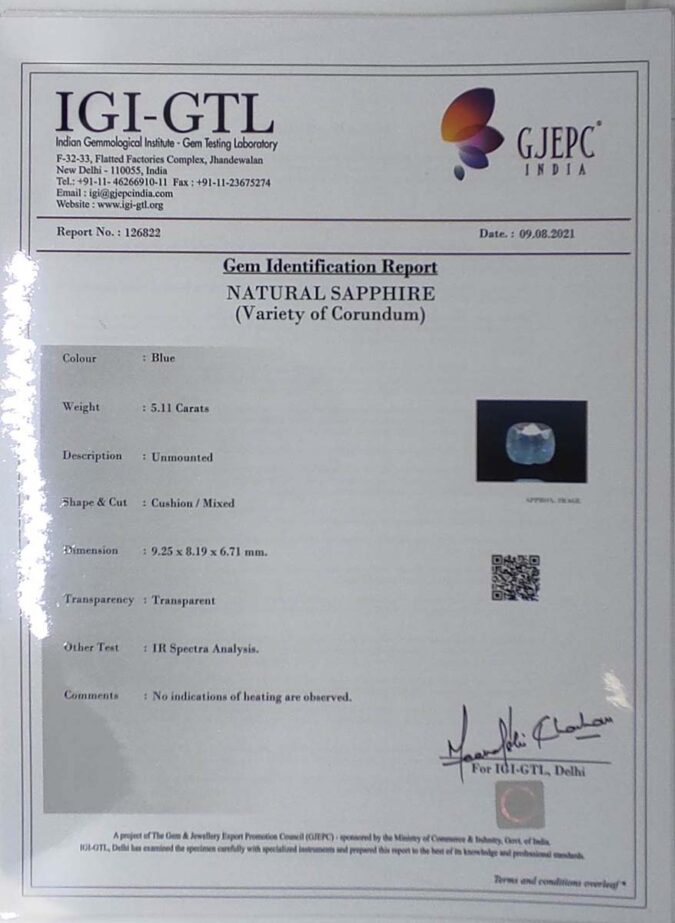 IGI-GTL
Indian Gemmological Institute - Gem Testing Laboratory
F-32-33, Flatted Factories Complex, Jhandewalan
New Delhi - 110055, India
Tel.: +91-11- 46266910-11 Fax : +91-11-23675274
Email : igi@gjepcindia.com
Website : www.igi-gtl.org
GJEPC
INDIA
Report No. : 126822
Date. : 09.08.2021
Gem Identification Report
NATURAL SAPPHIRE
(Variety of Corundum)
Colour : Blue
Weight : 5.11 Carats
Description : Unmounted
Shape & Cut : Cushion / Mixed
Dimension : 9.25 x 8.19 x 6.71 mm.
Transparency : Transparent
Other Test : IR Spectra Analysis.
Comments : No indications of heating are observed.
APPROX. IMAGE
For IGI-GTL, Delhi
A project of The Gem & Jewellery Export Promotion Council (GJEPC) - sponsored by the Ministry of Commerce & Industry, Govt. of India.
IGI-GTL, Delhi has examined the specimen carefully with specialized instruments and prepared this report to the best of its knowledge and professional standards.
Terms and conditions overleaf *